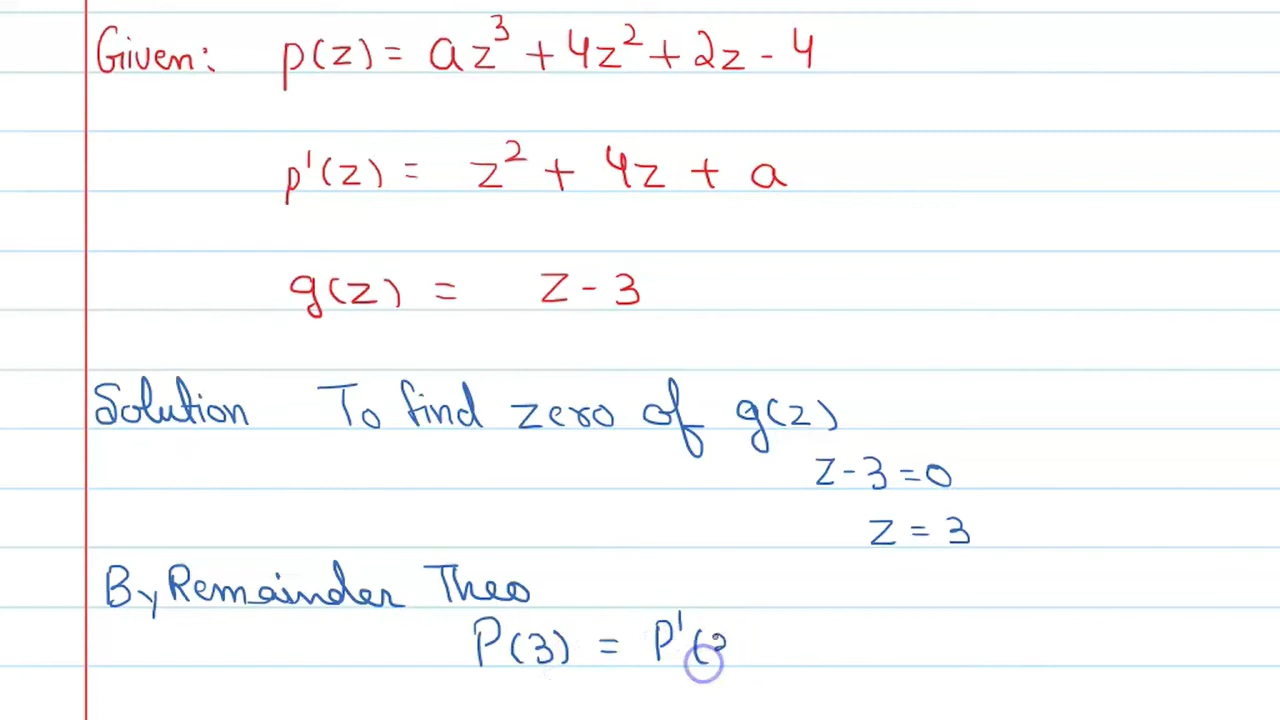 Given: p(z) = az³ + 4z² + 2z - 4
p'(z) = z² + 4z + a
g(z) = z - 3
Solution To find zero of g(z)
z - 3 = 0
z = 3
By Remainder Theo
P(3) = P'(3